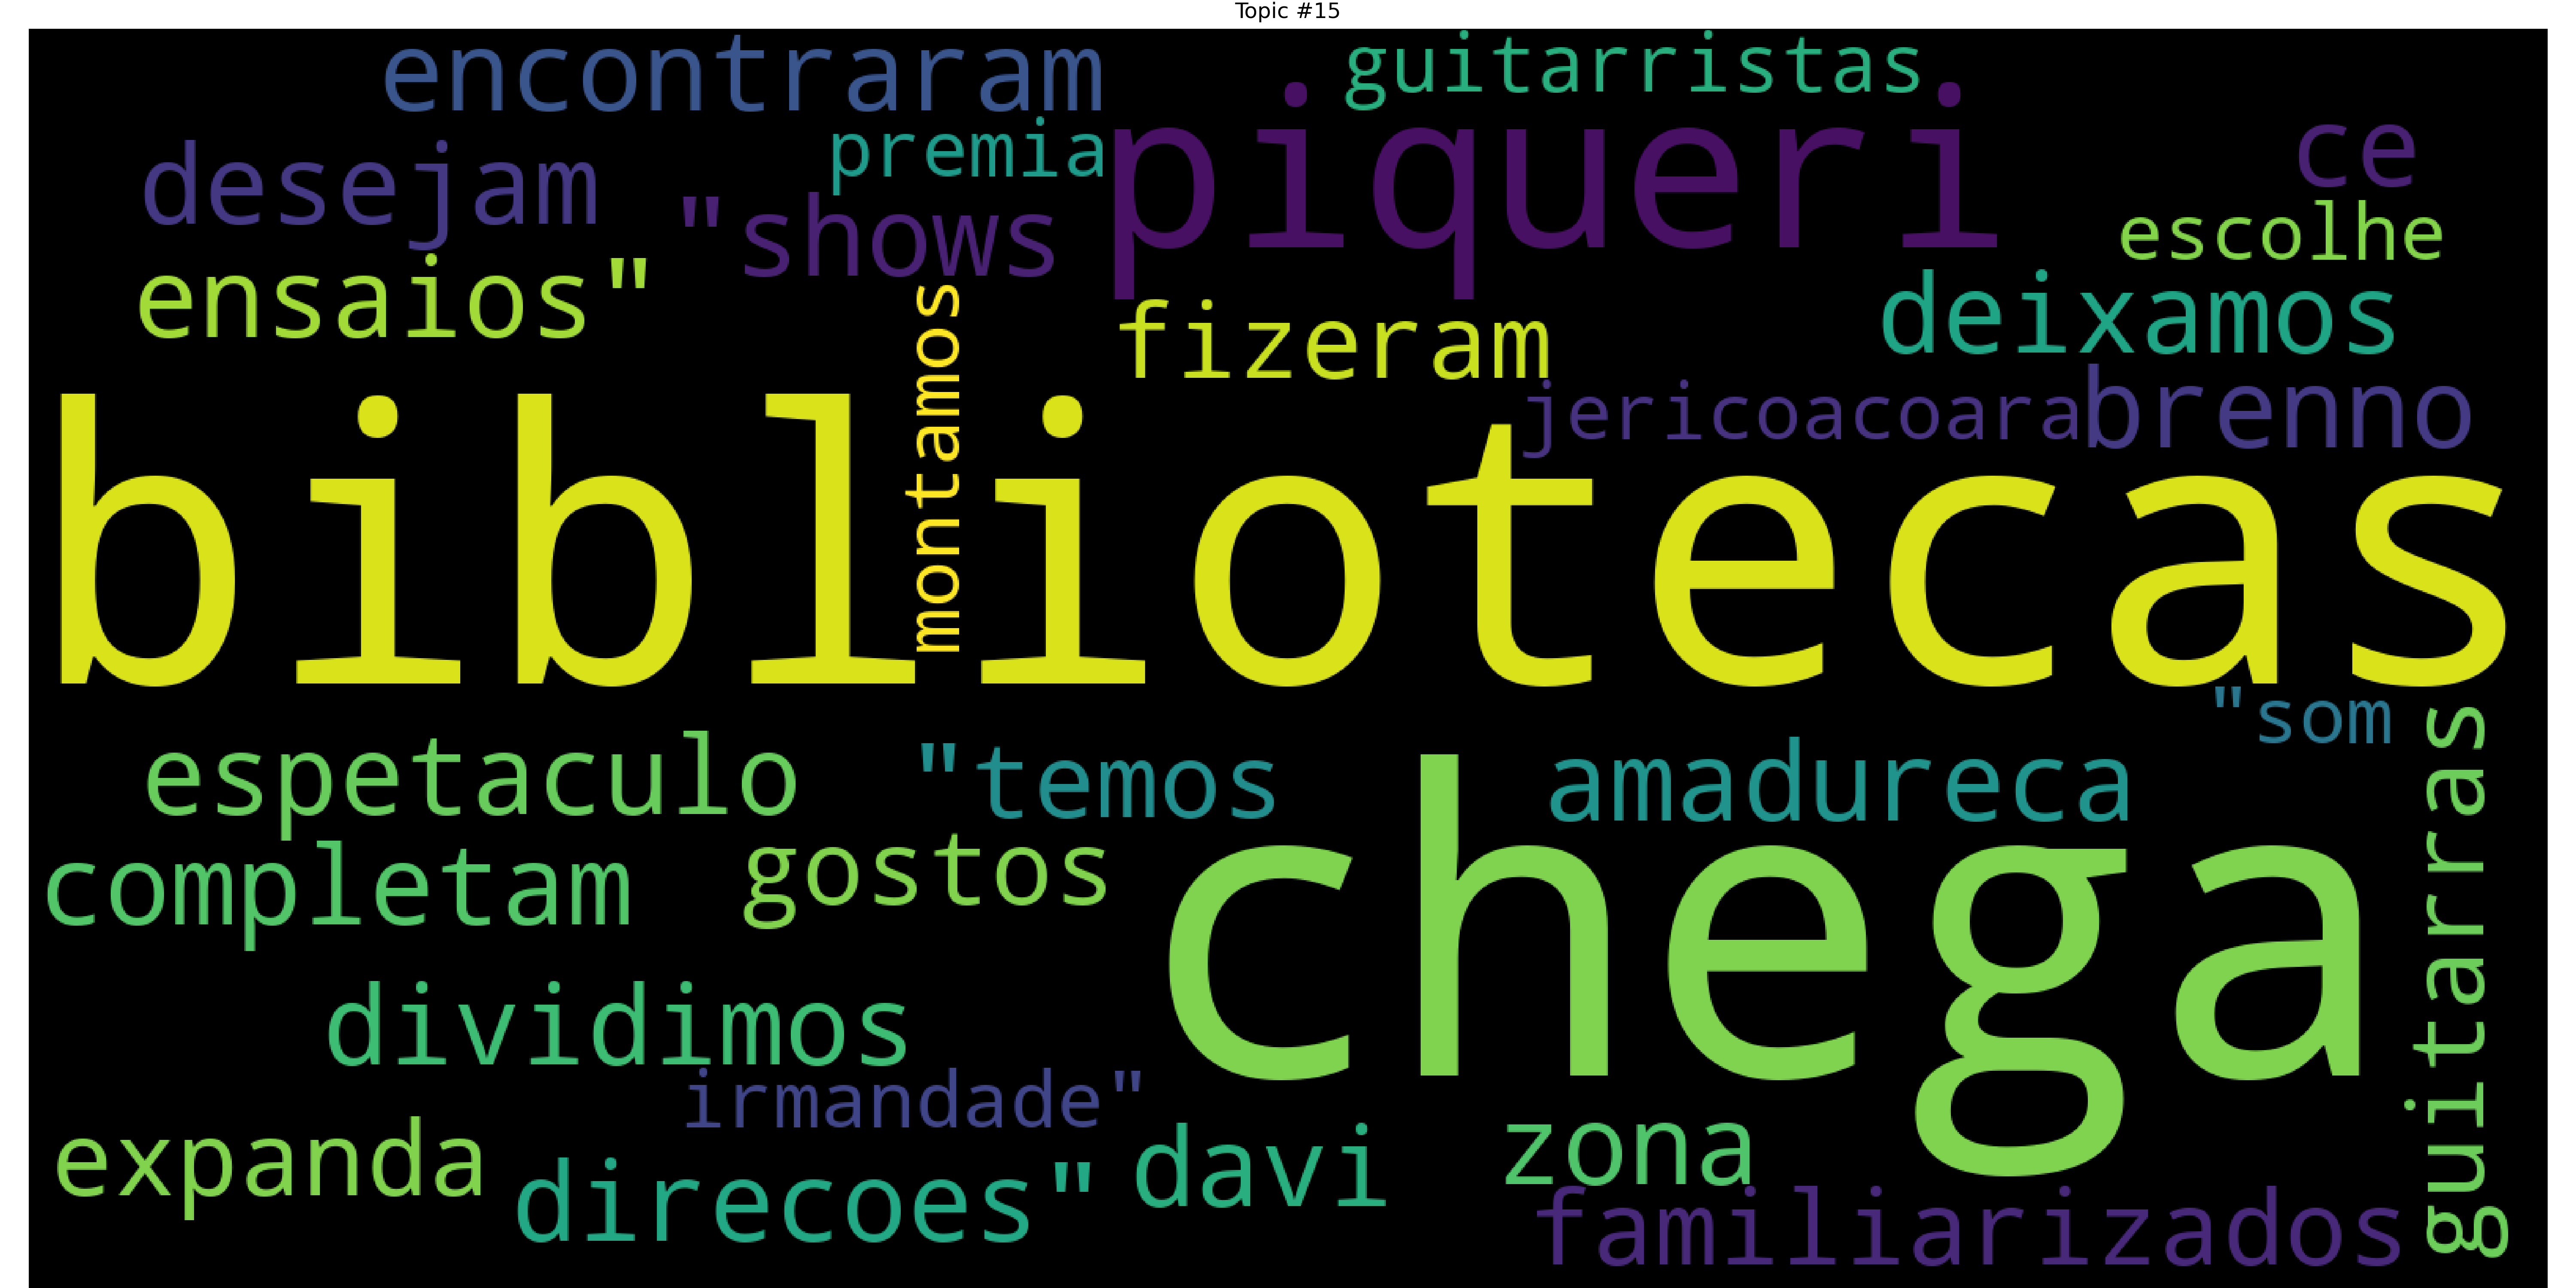 Topic #15
encontraram
guitarristas
piqueri
premia
ce
desejam
"shows
escolhe
ensaios"
montamos
fizeram
deixamos
jericoacoara
brenno
bibliotecas
"som
guitarras
espetaculo
"temos
amadureca
completam
gostos
chega
dividimos
irmandade"
expanda
direcoes"
davi
zona
familiarizados